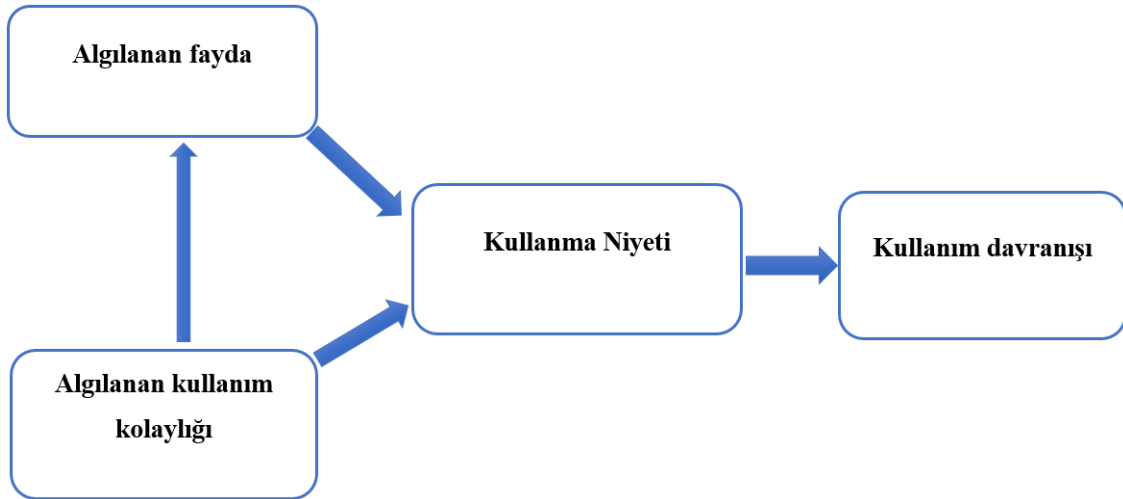 Algılanan fayda
Kullanma Niyeti
Kullanım davranışı
Algılanan kullanım
kolaylığı